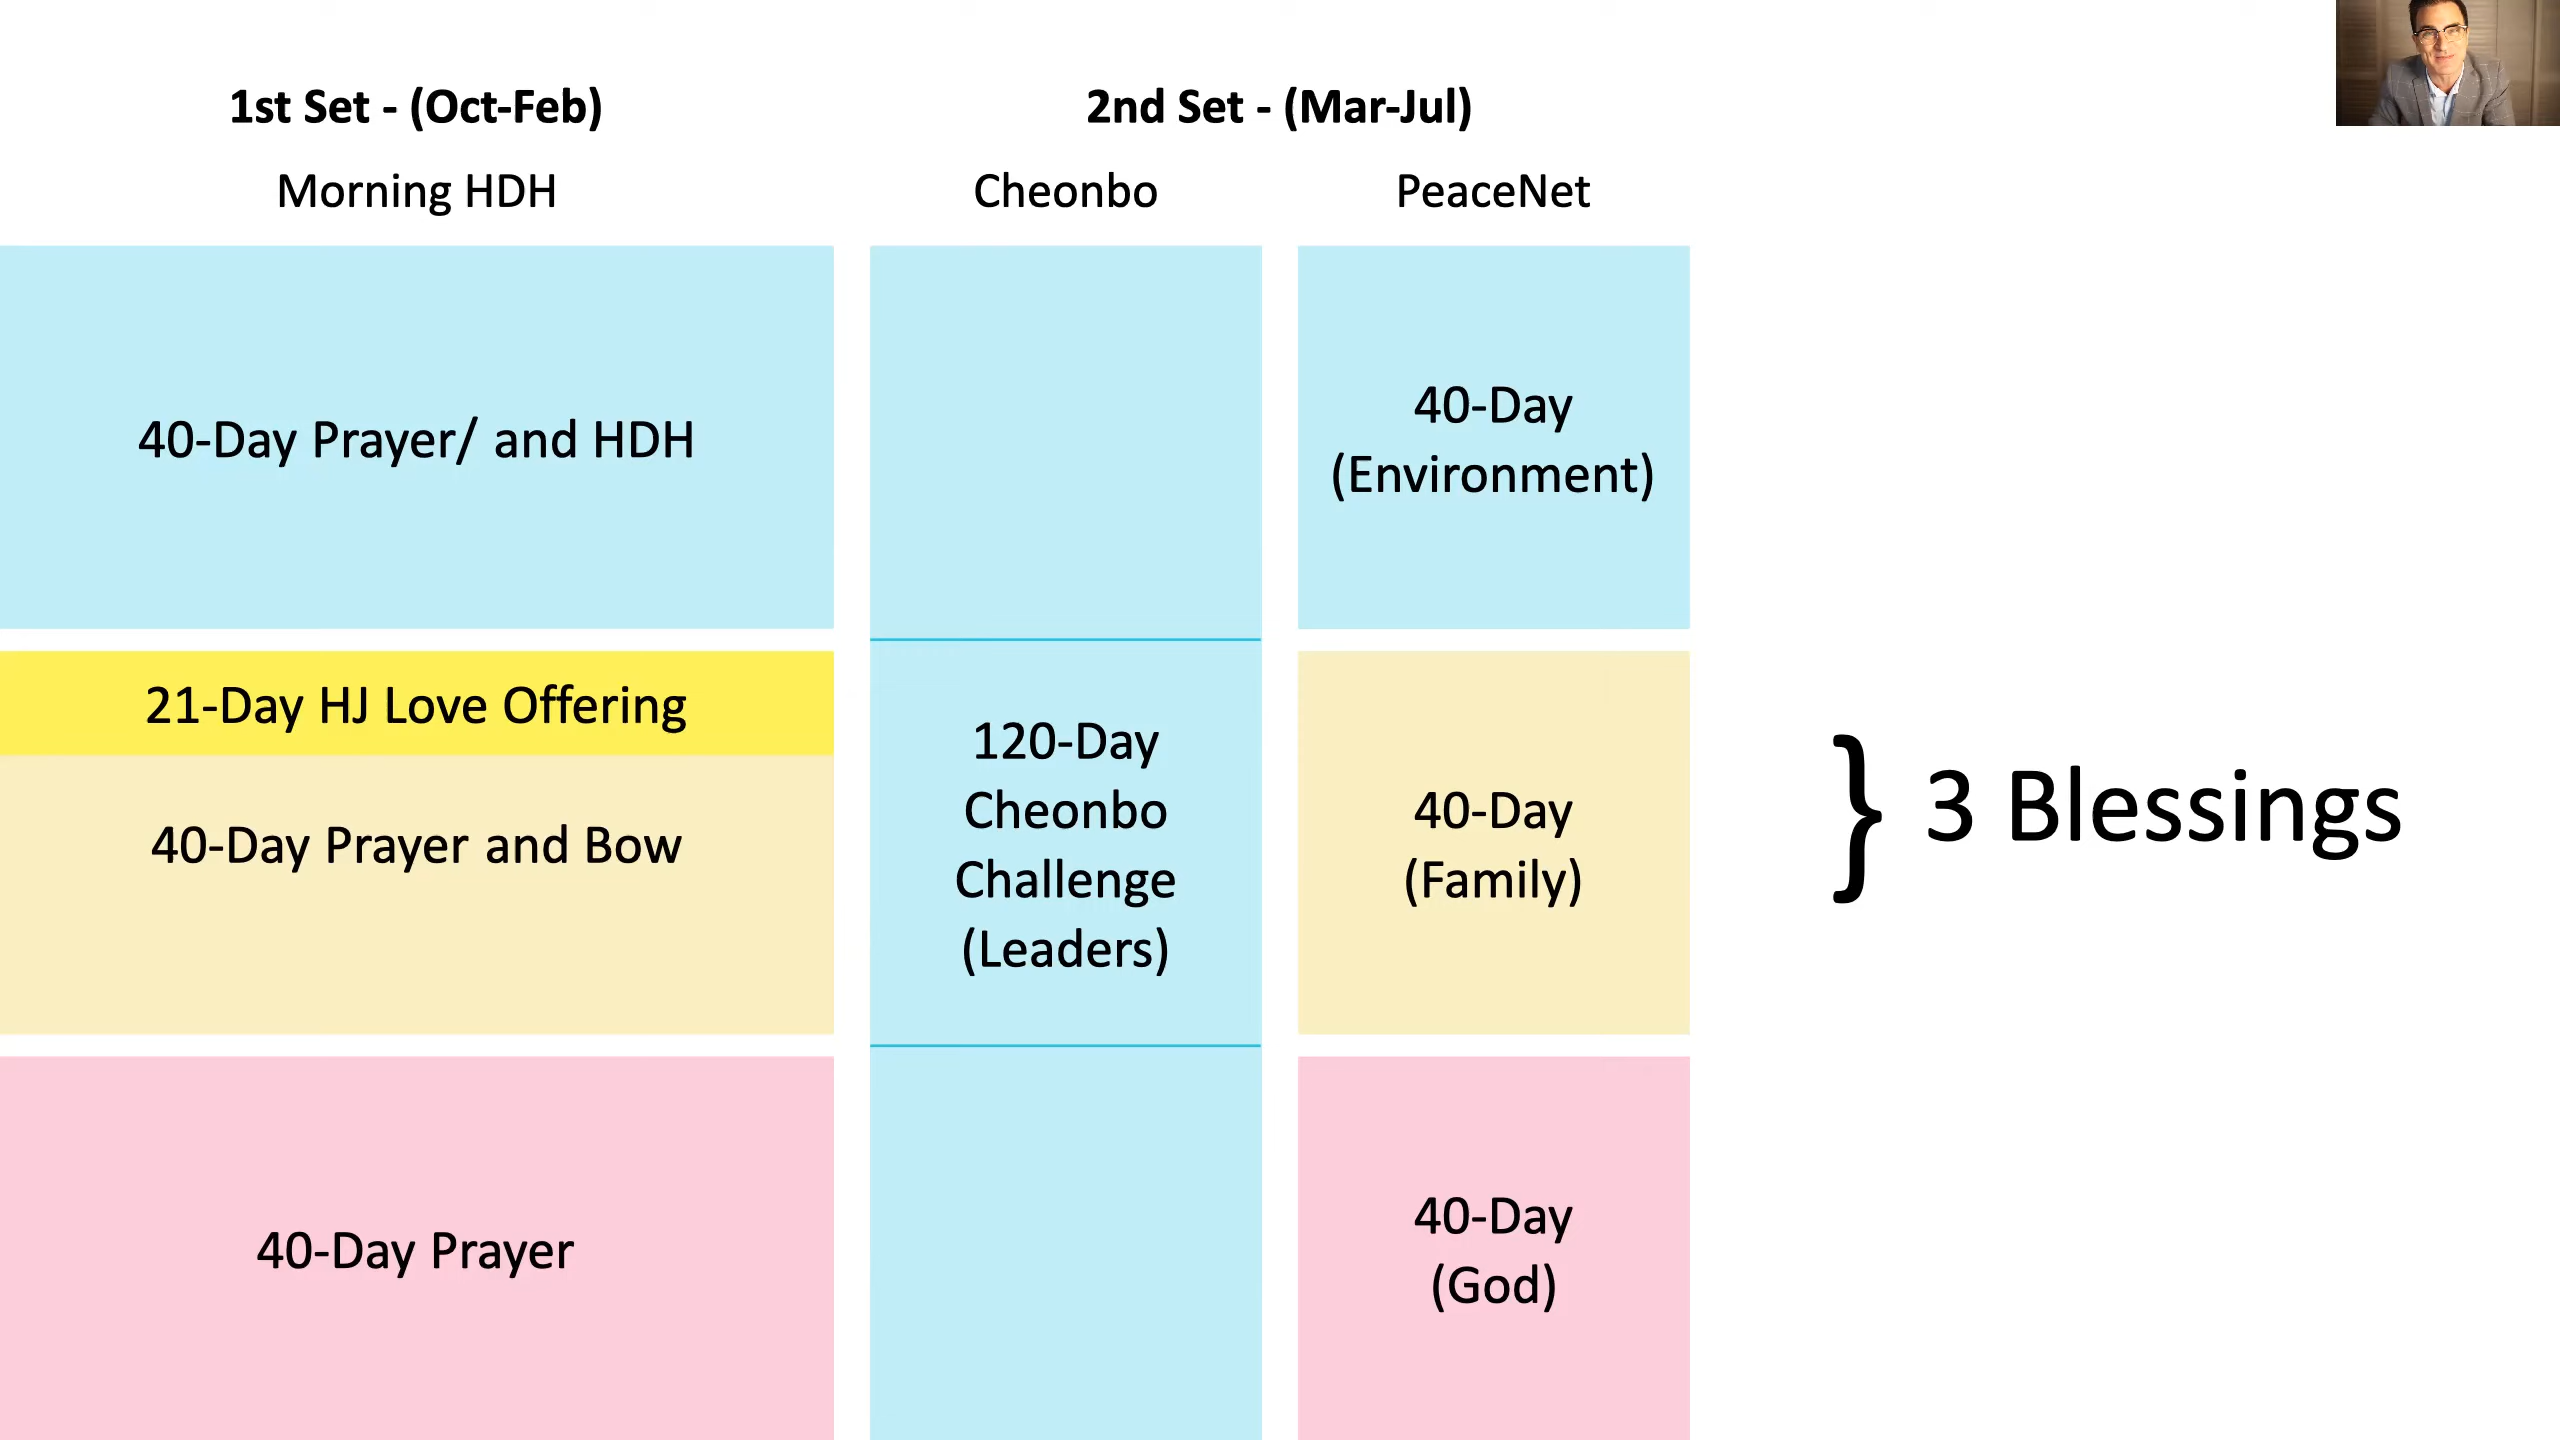 1st Set - (Oct-Feb)
2nd Set - (Mar-Jul)
Morning HDH
Cheonbo
PeaceNet
40-Day Prayer/ and HDH
40-Day
(Environment)
21-Day HJ Love Offering
40-Day Prayer and Bow
120-Day
Cheonbo
Challenge
(Leaders)
40-Day
(Family)
} 3 Blessings
40-Day Prayer
40-Day
(God)